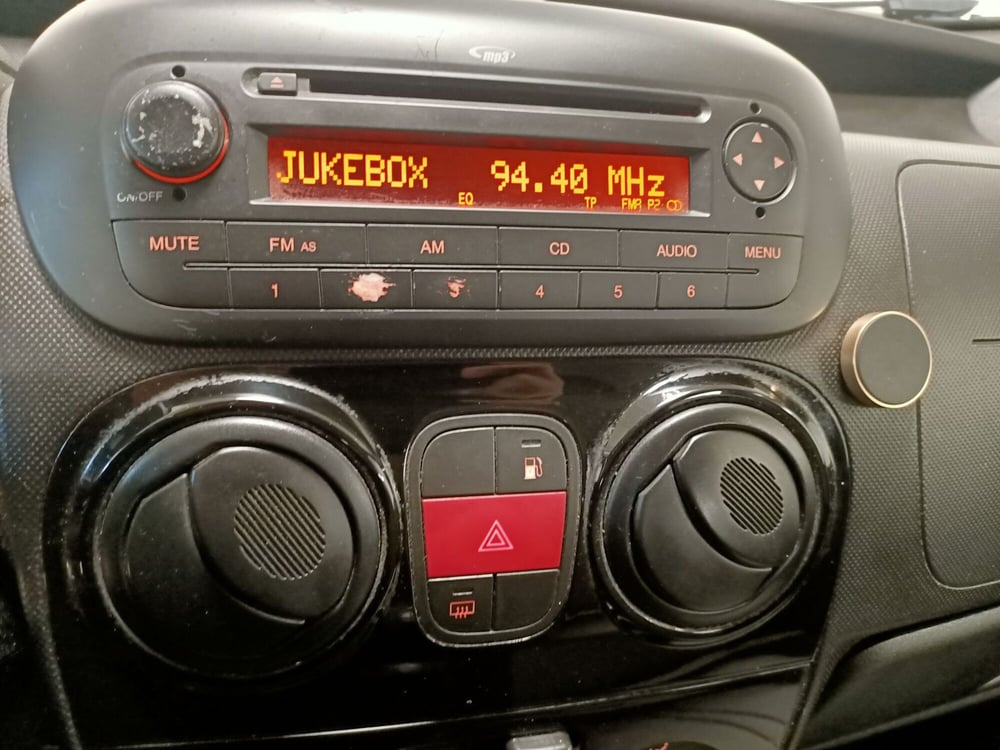 mp3
JUKEBOX 94.40 MHz
EQ TP FMA P2
ON/OFF
MUTE FM AS AM CD AUDIO MENU
1 3 4 5 6